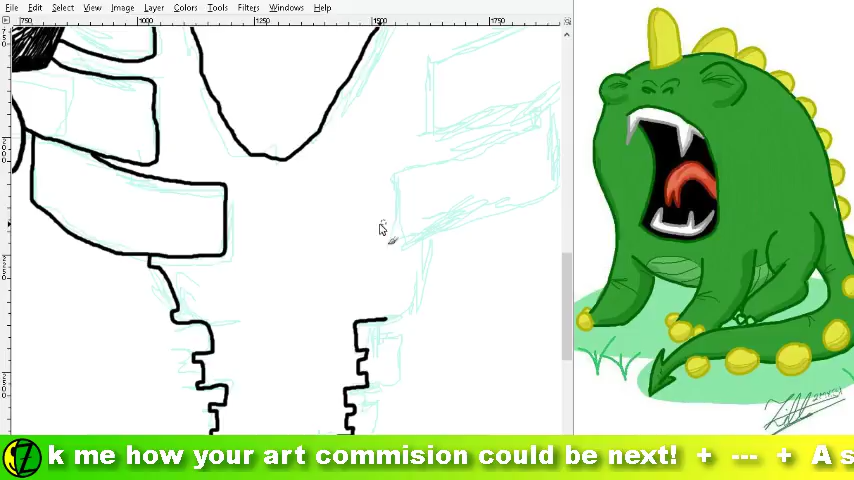 File Edit Select View Image Layer Colors Tools Filters Windows Help
750 1000 1250 1500 1750
k me how your art commision could be next! + --- + A s